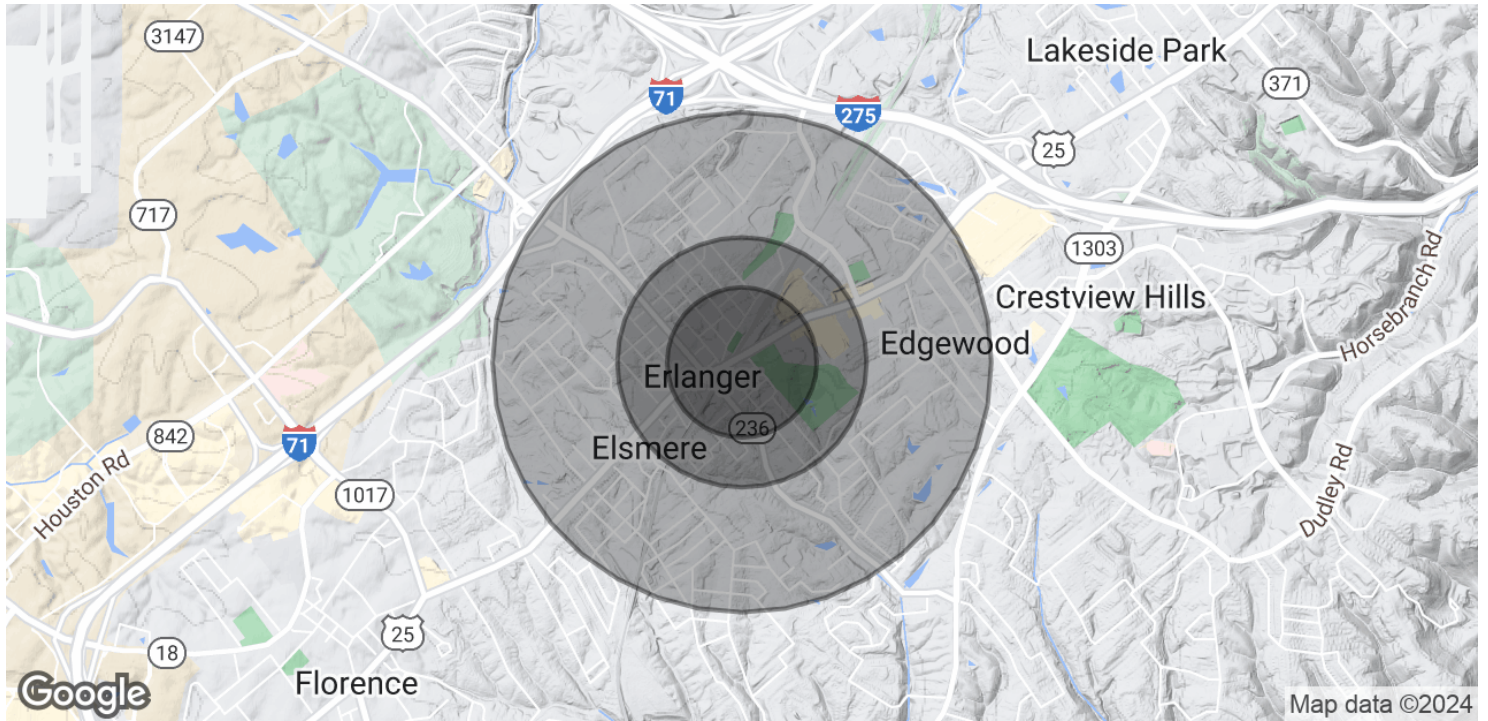 3147
Lakeside Park
71
275
371
25
717
1303
Horsebranch Rd
Crestview Hills
Edgewood
Erlanger
236
842
71
Elsmere
Houston Rd
1017
Dudley Rd
25
18
Florence
Google
Map data ©2024